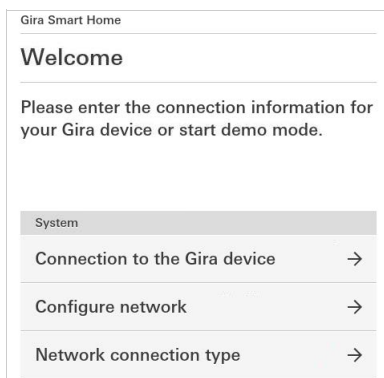 Gira Smart Home
Welcome
Please enter the connection information for
your Gira device or start demo mode.
System
Connection to the Gira device
Configure network
Network connection type